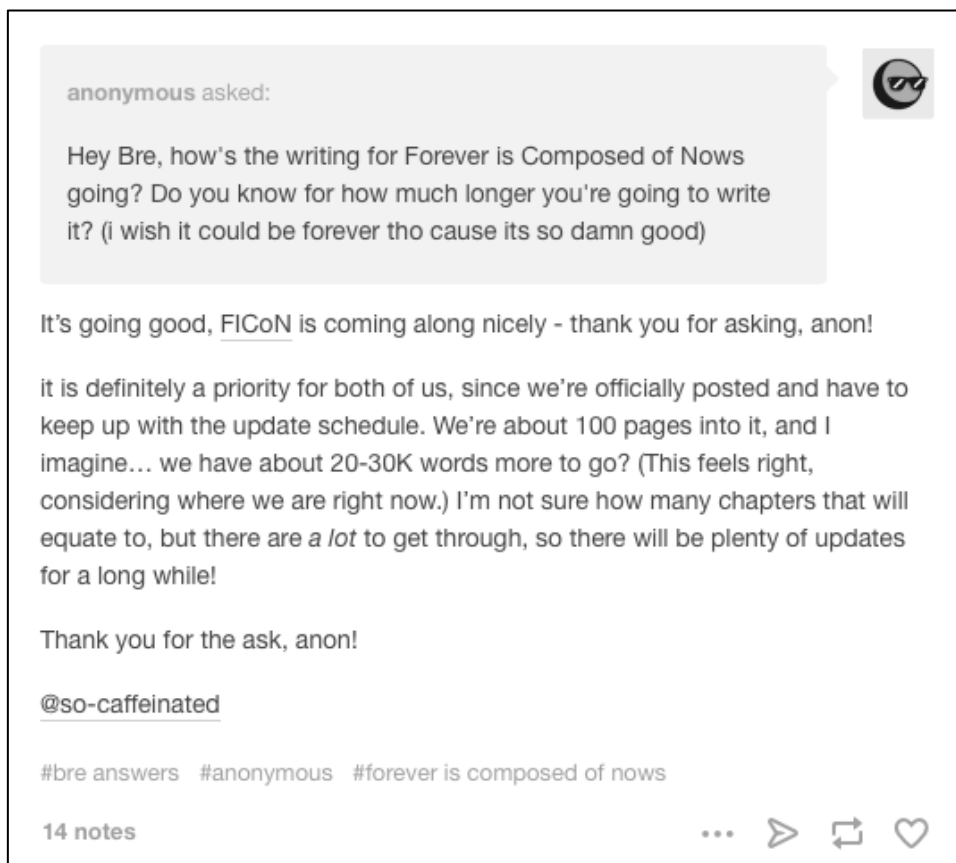 anonymous asked:
Hey Bre, how's the writing for Forever is Composed of Nows
going? Do you know for how much longer you're going to write
it? (i wish it could be forever tho cause its so damn good)
It’s going good, FICoN is coming along nicely - thank you for asking, anon!
it is definitely a priority for both of us, since we’re officially posted and have to
keep up with the update schedule. We’re about 100 pages into it, and I
imagine… we have about 20-30K words more to go? (This feels right,
considering where we are right now.) I’m not sure how many chapters that will
equate to, but there are a lot to get through, so there will be plenty of updates
for a long while!
Thank you for the ask, anon!
@so-caffeinated
#bre answers #anonymous #forever is composed of nows
14 notes